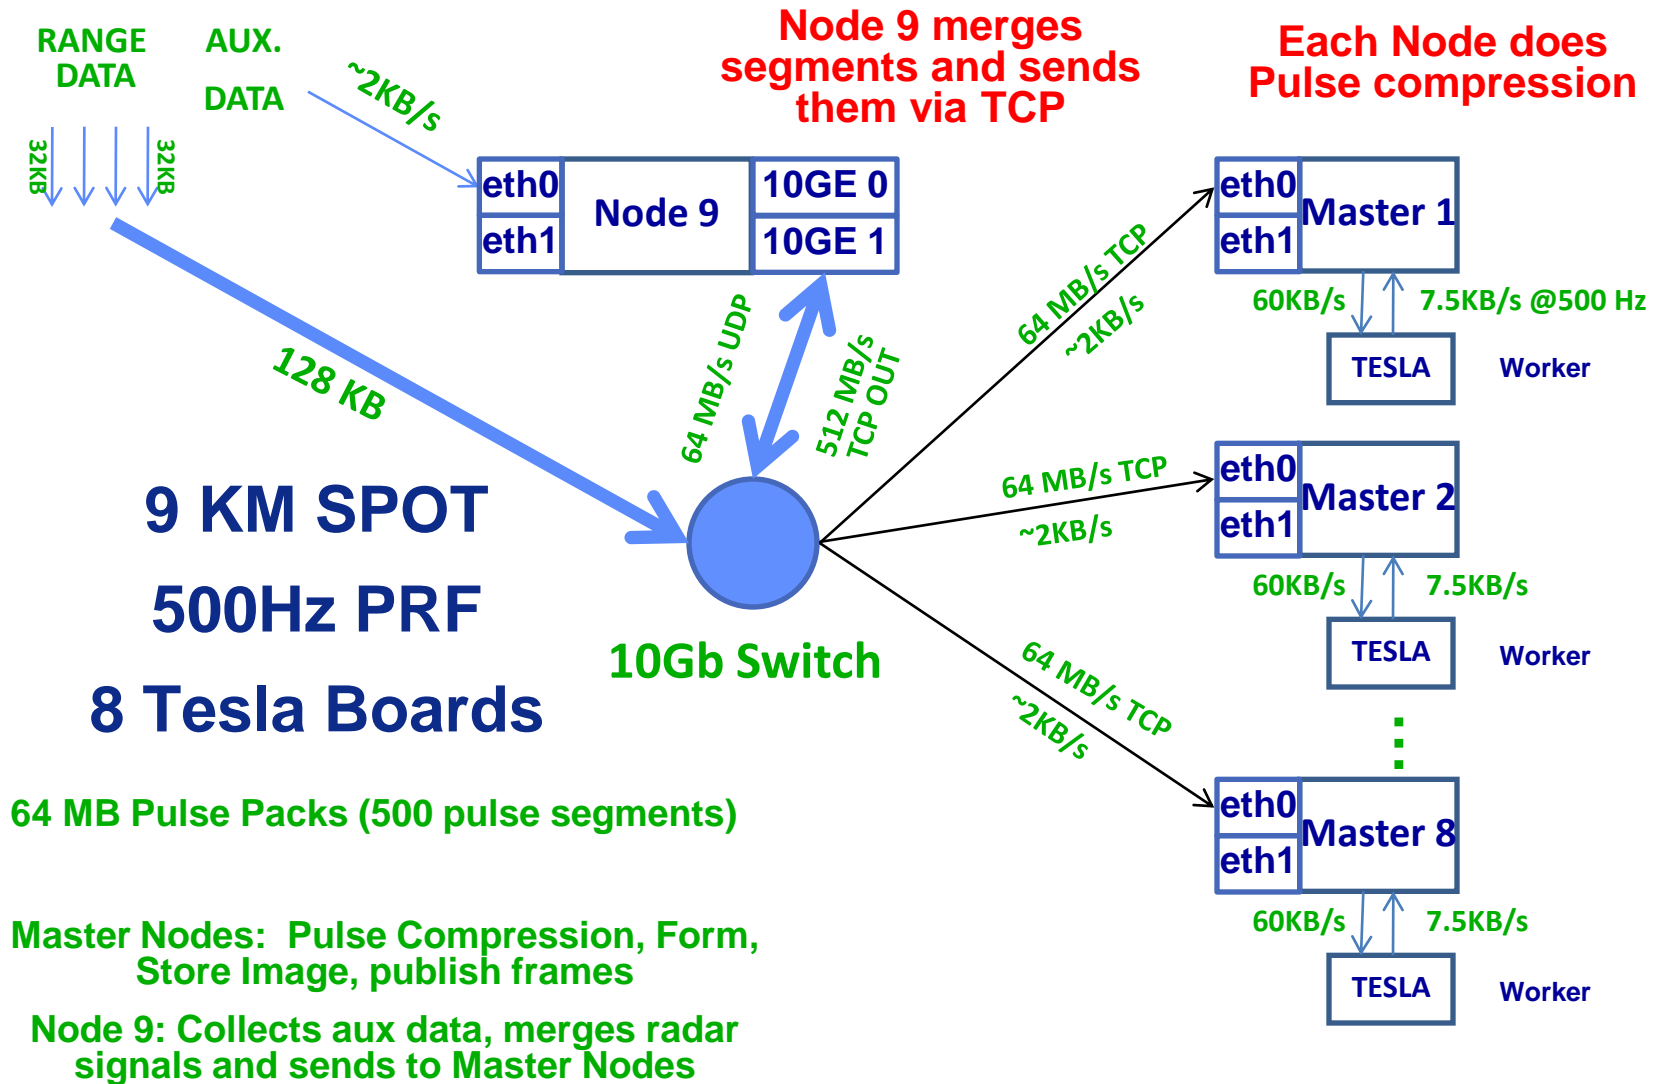 RANGE
DATA
AUX.
DATA
32KB
32KB
~2KB/s
Node 9 merges
segments and sends
them via TCP
Each Node does
Pulse compression
eth0
eth1
Node 9
10GE 0
10GE 1
128 KB
64 MB/s UDP
512 MB/s
TCP OUT
10Gb Switch
64 MB/s TCP
~2KB/s
eth0
eth1
Master 1
60KB/s
7.5KB/s @500 Hz
TESLA
Worker
64 MB/s TCP
~2KB/s
eth0
eth1
Master 2
60KB/s
7.5KB/s
TESLA
Worker
64 MB/s TCP
~2KB/s
eth0
eth1
Master 8
60KB/s
7.5KB/s
TESLA
Worker
9 KM SPOT
500Hz PRF
8 Tesla Boards
64 MB Pulse Packs (500 pulse segments)
Master Nodes: Pulse Compression, Form,
Store Image, publish frames
Node 9: Collects aux data, merges radar
signals and sends to Master Nodes